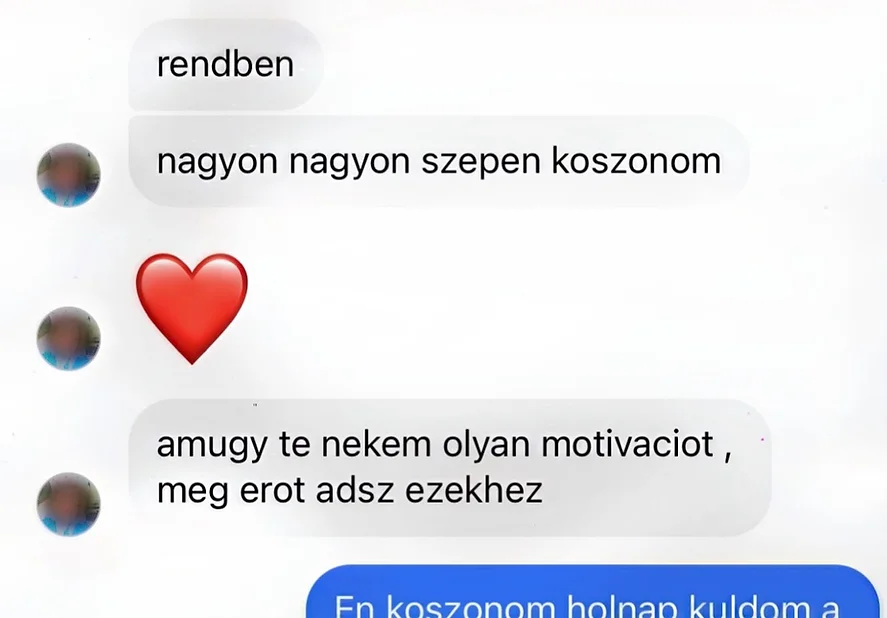 rendben
nagyon nagyon szepen koszonom
amugy te nekem olyan motivaciot ,
meg erot adsz ezekhez
En koszonom holnap kuldom a